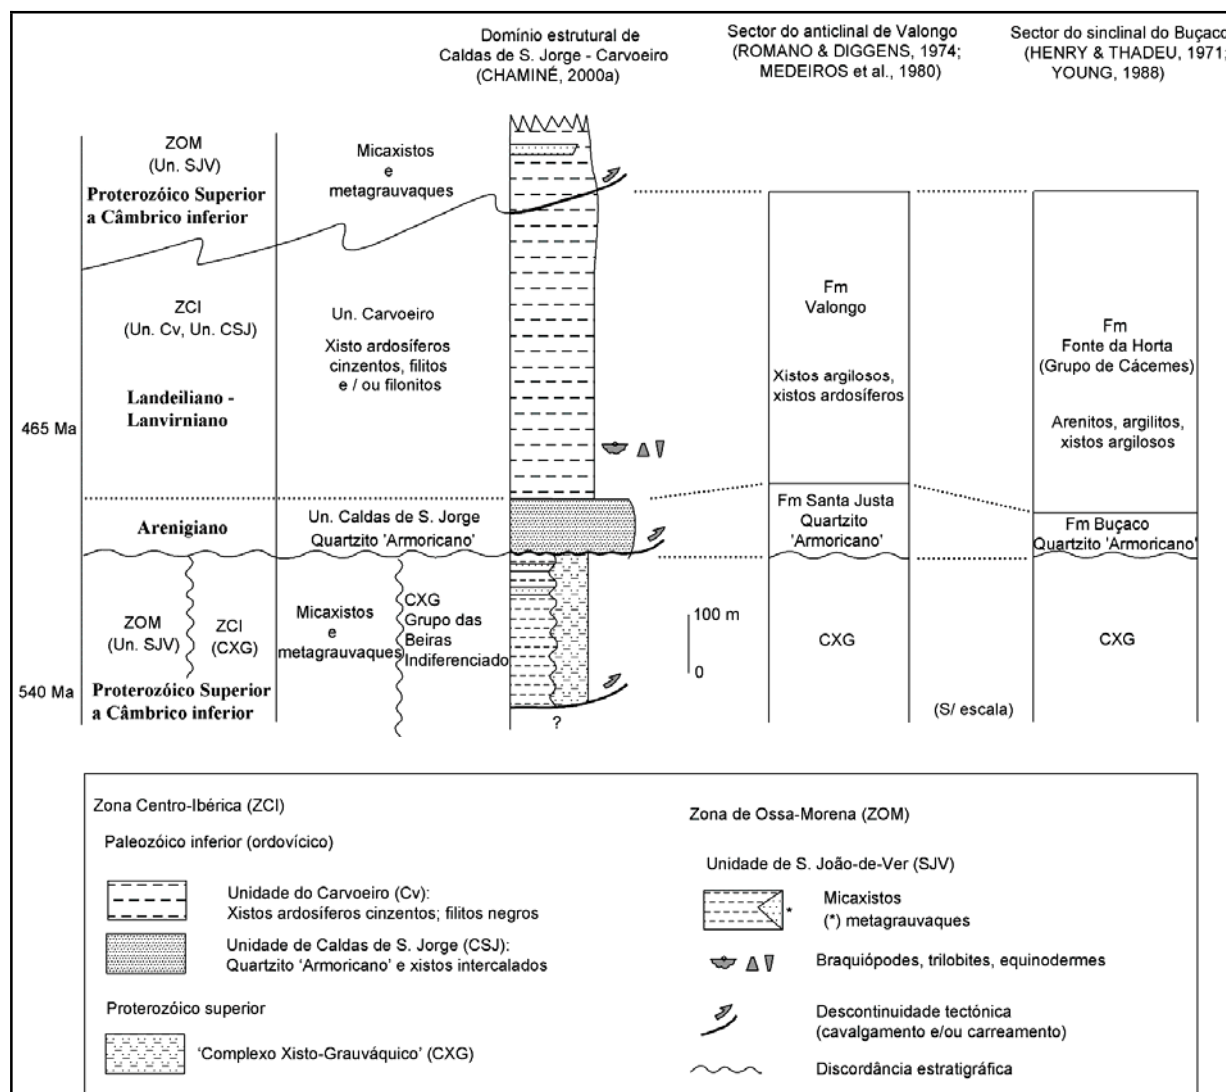 Domínio estrutural de
Caldas de S. Jorge - Carvoeiro
(CHAMINÉ, 2000a)
Sector do anticlinal de Valongo
(ROMANO & DIGGENS, 1974;
MEDEIROS et al., 1980)
Sector do sinclinal do Buçaco
(HENRY & THADEU, 1971;
YOUNG, 1988)
ZOM
(Un. SJV)
Proterozóico Superior
a Câmbrico inferior
Micaxistos
e
metagrauvaques
ZCI
(Un. Cv, Un. CSJ)
Landeiliano -
Lanvirniano
465 Ma
Un. Carvoeiro
Xisto ardosíferos
cinzentos, filitos
e / ou filonitos
Fm
Valongo
Xistos argilosos,
xistos ardosíferos
Fm
Fonte da Horta
(Grupo de Cácemes)
Arenitos, argilitos,
xistos argilosos
Arenigiano
Un. Caldas de S. Jorge
Quartzito 'Armoricano'
Fm Santa Justa
Quartzito
'Armoricano'
Fm Buçaco
Quartzito 'Armoricano'
ZOM
(Un. SJV)
ZCI
(CXG)
Proterozóico Superior
a Câmbrico inferior
540 Ma
Micaxistos
e
metagrauvaques
CXG
Grupo das
Beiras
Indiferenciado
?
100 m
0
CXG
(S/ escala)
CXG
Zona Centro-Ibérica (ZCI)
Paleozóico inferior (ordovícico)
Unidade do Carvoeiro (Cv):
Xistos ardosíferos cinzentos; filitos negros
Unidade de Caldas de S. Jorge (CSJ):
Quartzito 'Armoricano' e xistos intercalados
Proterozóico superior
'Complexo Xisto-Grauváquico' (CXG)
Zona de Ossa-Morena (ZOM)
Unidade de S. João-de-Ver (SJV)
*
Micaxistos
(*) metagrauvaques
Braquiópodes, trilobites, equinodermes
Descontinuidade tectónica
(cavalgamento e/ou carreamento)
Discordância estratigráfica